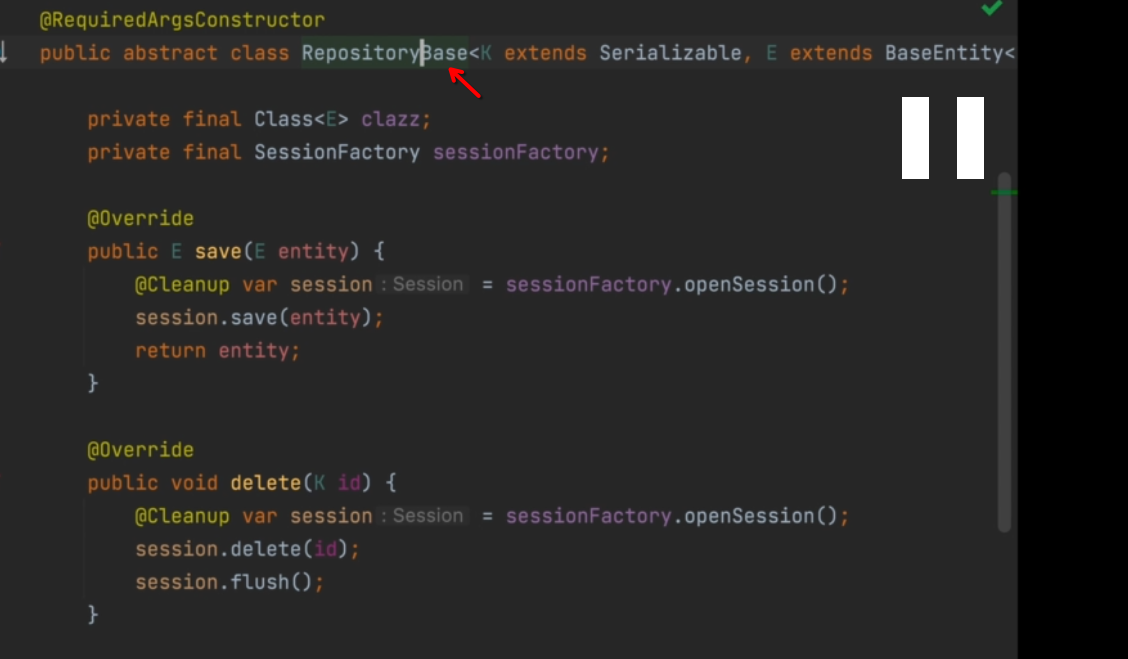 @RequiredArgsConstructor
public abstract class RepositoryBase<K extends Serializable, E extends BaseEntity<
private final Class<E> clazz;
private final SessionFactory sessionFactory;
@Override
public E save(E entity) {
@Cleanup var session : Session = sessionFactory.openSession();
session.save(entity);
return entity;
}
@Override
public void delete(K id) {
@Cleanup var session : Session = sessionFactory.openSession();
session.delete(id);
session.flush();
}